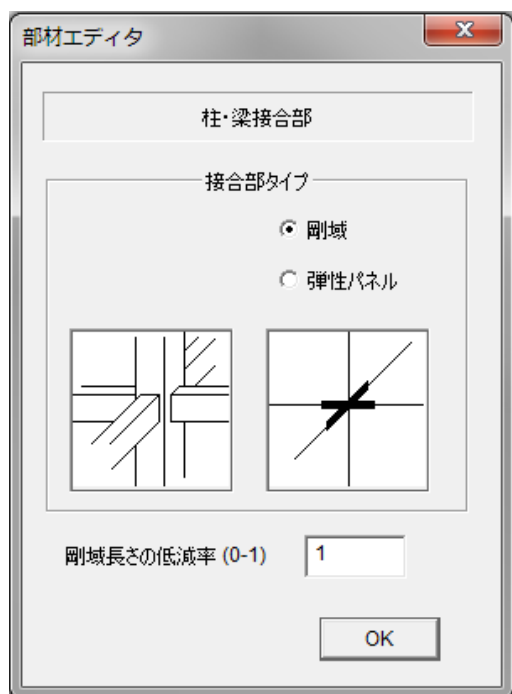 部材エディタ
柱・梁接合部
接合部タイプ
剛域
弾性パネル
剛域長さの低減率 (0-1)
1
OK